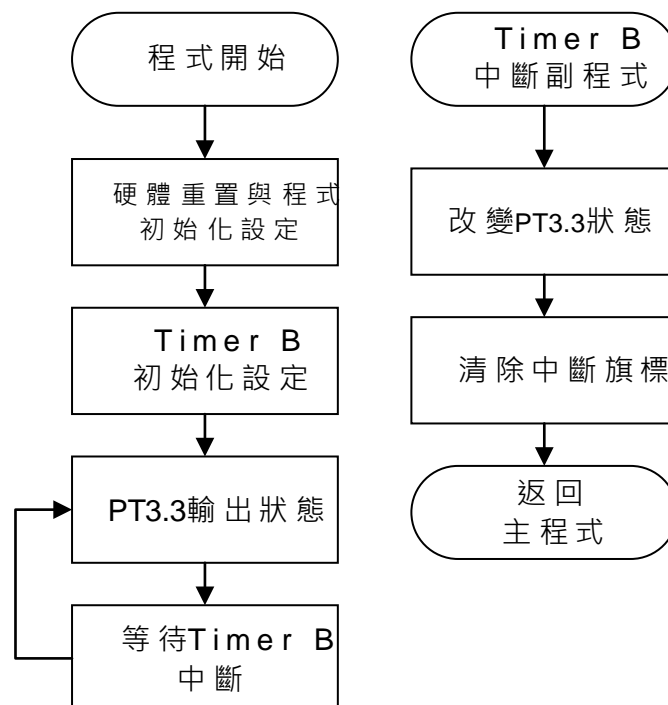 程式開始
硬體重置與程式
初始化設定
Timer B
初始化設定
PT3.3輸出狀態
等待Timer B
中斷
Timer B
中斷副程式
改變PT3.3狀態
清除中斷旗標
返回
主程式